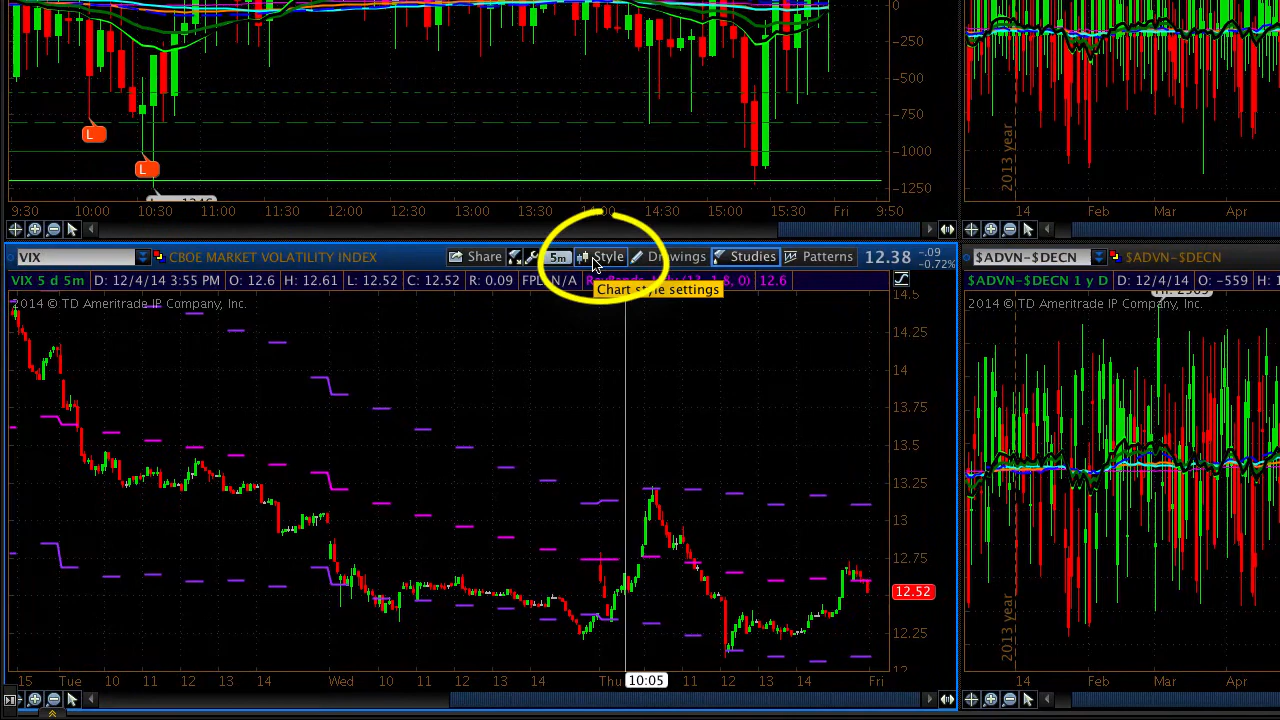 0
-250
-500
-750
-1000
-1250
L
L
9:30 10:00 10:30 11:00 11:30 12:00 12:30 13:00 13:30 14:00 14:30 15:00 15:30 Fri 9:50
2013 year
14 Feb Mar Apr
VIX CBOE MARKET VOLATILITY INDEX Share 5m Style Drawings Studies Patterns 12.38 -.09 -0.72%
VIX 5 d 5m D: 12/4/14 3:55 PM O: 12.6 H: 12.61 L: 12.52 C: 12.52 R: 0.09 FPL: N/A 12.6
Chart style settings
2014 © TD Ameritrade IP Company, Inc.
14.5
14.25
14
13.75
13.5
13.25
13
12.75
12.52
12.25
12
15 Tue 10 11 12 13 14 Wed 10 11 12 13 14 Thu 10:05 11 12 13 14 Fri
$ADVN-$DECN $ADVN-$DECN
$ADVN-$DECN 1 y D D: 12/4/14 O: -559 H: 1
2014 © TD Ameritrade IP Company, Inc.
2013 year
14 Feb Mar Apr